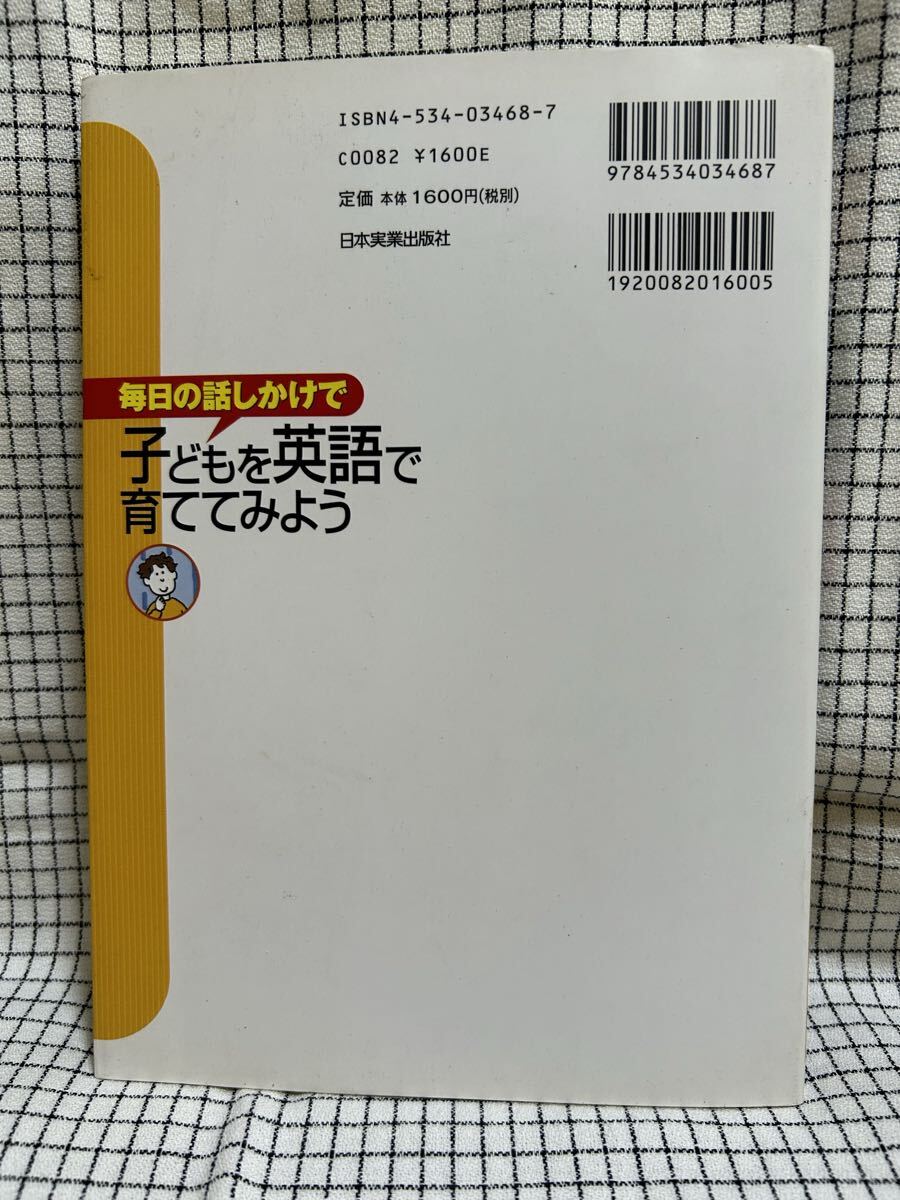 ISBN4-534-03468-7
C0082 ¥1600E
定価 本体1600円(税別)
日本実業出版社
9784534034687
1920082016005
毎日の話しかけで
子どもを英語で
育ててみよう